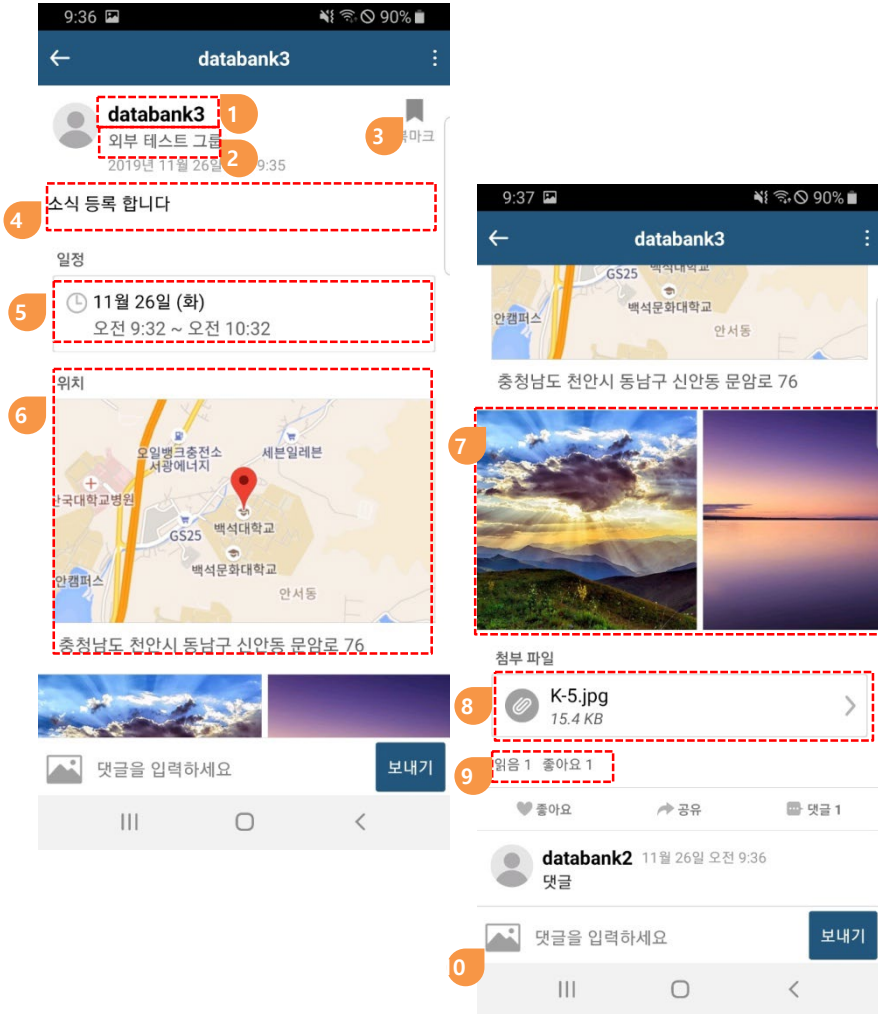 9:36
90%
databank3
databank3
1
외부 테스트 그룹
2
2019년 11월 26일
9:35
3
마크
4
소식 등록 합니다
일정
5
11월 26일 (화)
오전 9:32 ~ 오전 10:32
6
위치
오일뱅크충전소
서광에너지
세븐일레븐
국대학교병원
GS25
백석대학교
백석문화대학교
안캠퍼스
안서동
충청남도 천안시 동남구 신안동 문암로 76
댓글을 입력하세요
보내기
9:37
90%
databank3
GS25
백석대학교
백석문화대학교
안캠퍼스
안서동
충청남도 천안시 동남구 신안동 문암로 76
7
첨부 파일
8
K-5.jpg
15.4 KB
9
읽음 1 좋아요 1
좋아요
공유
댓글 1
databank2 11월 26일 오전 9:36
댓글
댓글을 입력하세요
보내기
0